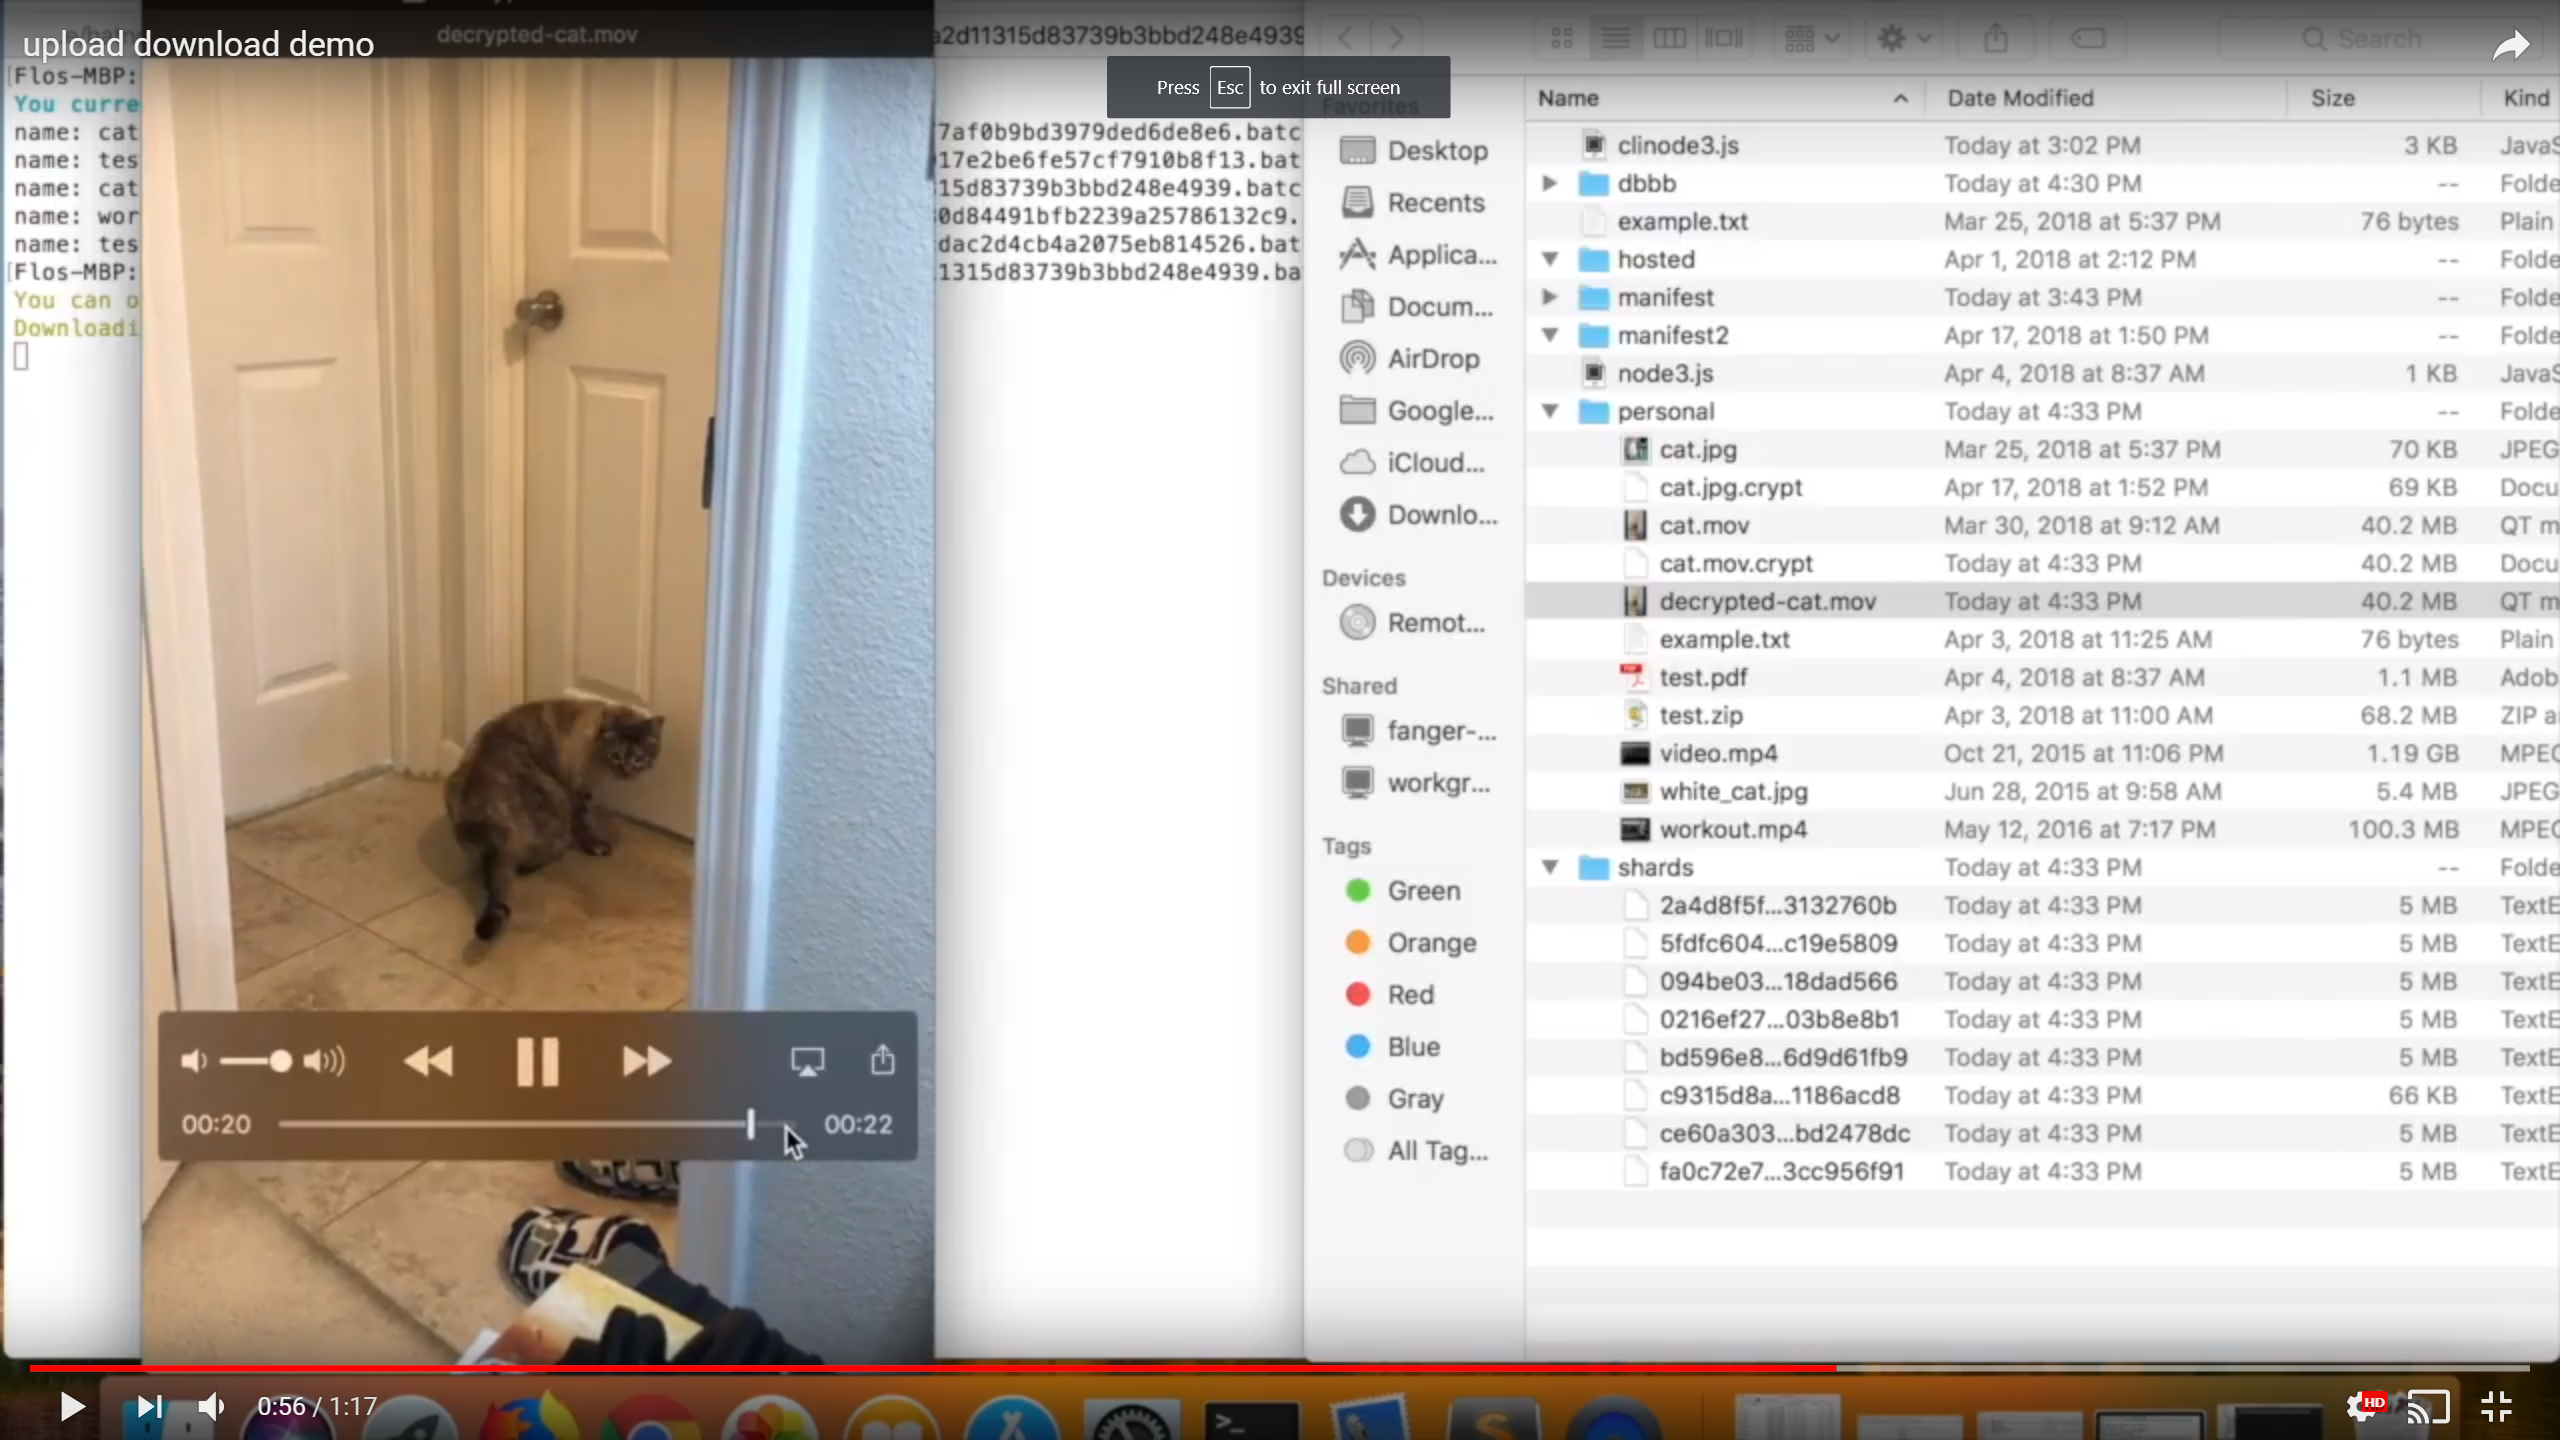 upload download demo
decrypted-cat.mov
a2d11315d83739b3bbd248e4939
Search
Press Esc to exit full screen
[Flos-MBP:
You curre
name: cat
name: tes
name: cat
name: wor
name: tes
[Flos-MBP:
You can o
Downloadi
7af0b9bd3979ded6de8e6.batc
17e2be6fe57cf7910b8f13.bat
15d83739b3bbd248e4939.batc
0d84491bfb2239a25786132c9.
dac2d4cb4a2075eb814526.bat
1315d83739b3bbd248e4939.ba
00:20
00:22
Favorites
Desktop
Recents
Applica...
Docum...
AirDrop
Google...
iCloud...
Downlo...
Devices
Remot...
Shared
fanger-...
workgr...
Tags
Green
Orange
Red
Blue
Gray
All Tag...
Name Date Modified Size Kind
clinode3.js Today at 3:02 PM 3 KB JavaS
dbbb Today at 4:30 PM -- Folde
example.txt Mar 25, 2018 at 5:37 PM 76 bytes Plain
hosted Apr 1, 2018 at 2:12 PM -- Folde
manifest Today at 3:43 PM -- Folde
manifest2 Apr 17, 2018 at 1:50 PM -- Folde
node3.js Apr 4, 2018 at 8:37 AM 1 KB JavaS
personal Today at 4:33 PM -- Folde
cat.jpg Mar 25, 2018 at 5:37 PM 70 KB JPEG
cat.jpg.crypt Apr 17, 2018 at 1:52 PM 69 KB Docu
cat.mov Mar 30, 2018 at 9:12 AM 40.2 MB QT m
cat.mov.crypt Today at 4:33 PM 40.2 MB Docu
decrypted-cat.mov Today at 4:33 PM 40.2 MB QT m
example.txt Apr 3, 2018 at 11:25 AM 76 bytes Plain
test.pdf Apr 4, 2018 at 8:37 AM 1.1 MB Adob
test.zip Apr 3, 2018 at 11:00 AM 68.2 MB ZIP a
video.mp4 Oct 21, 2015 at 11:06 PM 1.19 GB MPEG
white_cat.jpg Jun 28, 2015 at 9:58 AM 5.4 MB JPEG
workout.mp4 May 12, 2016 at 7:17 PM 100.3 MB MPEG
shards Today at 4:33 PM -- Folde
2a4d8f5f...3132760b Today at 4:33 PM 5 MB TextE
5fdfc604...c19e5809 Today at 4:33 PM 5 MB TextE
094be03...18dad566 Today at 4:33 PM 5 MB TextE
0216ef27...03b8e8b1 Today at 4:33 PM 5 MB TextE
bd596e8...6d9d61fb9 Today at 4:33 PM 5 MB TextE
c9315d8a...1186acd8 Today at 4:33 PM 66 KB TextE
ce60a303...bd2478dc Today at 4:33 PM 5 MB TextE
fa0c72e7...3cc956f91 Today at 4:33 PM 5 MB TextE
0:56 / 1:17
HD